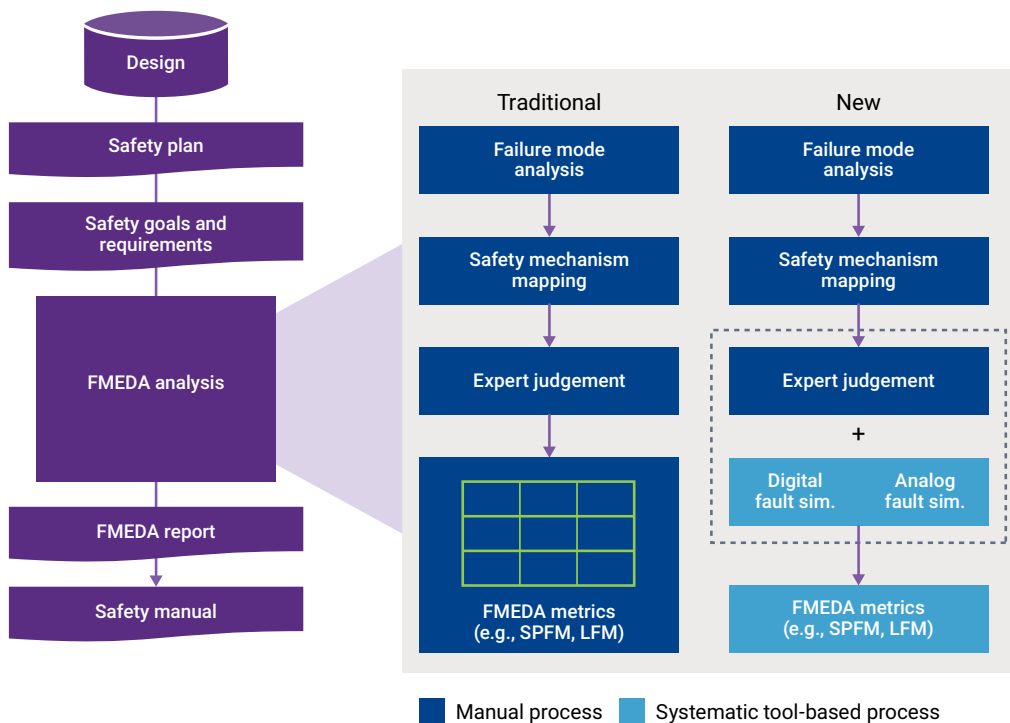 Design
Safety plan
Safety goals and
requirements
FMEDA analysis
FMEDA report
Safety manual
Traditional
Failure mode
analysis
Safety mechanism
mapping
Expert judgement
FMEDA metrics
(e.g., SPFM, LFM)
New
Failure mode
analysis
Safety mechanism
mapping
Expert judgement
+
Digital
fault sim.
Analog
fault sim.
FMEDA metrics
(e.g., SPFM, LFM)
Manual process
Systematic tool-based process